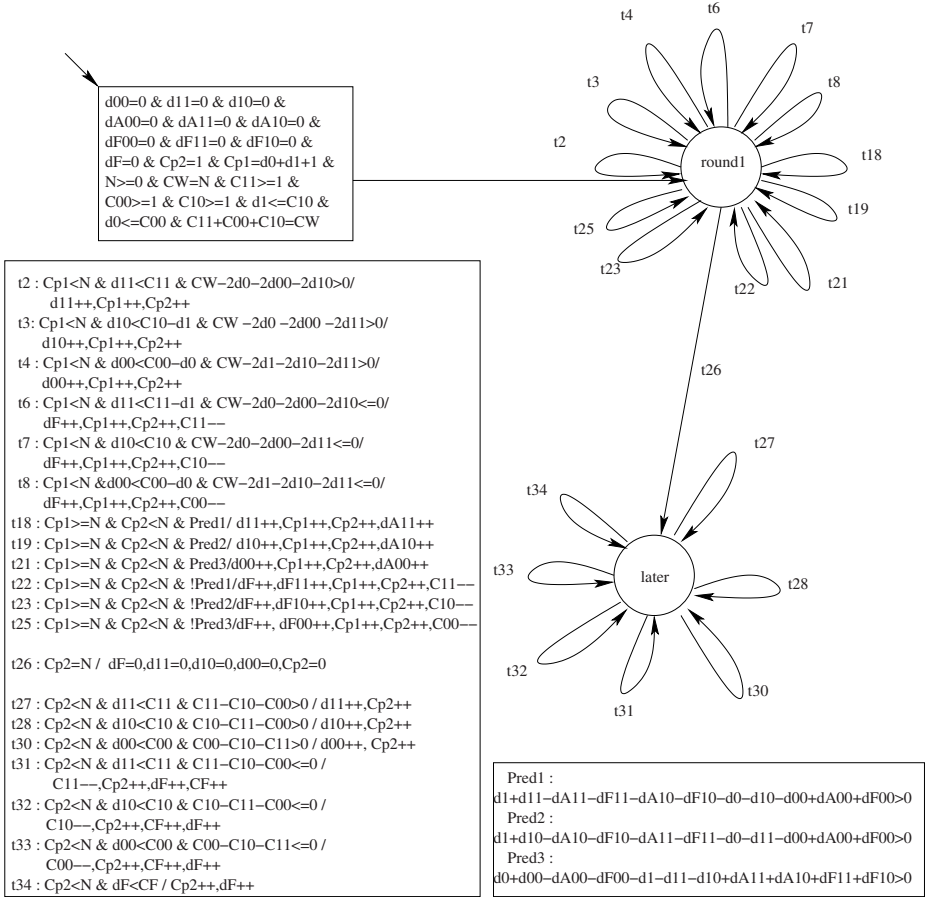 d00=0 & d11=0 & d10=0 &
dA00=0 & dA11=0 & dA10=0 &
dF00=0 & dF11=0 & dF10=0 &
dF=0 & Cp2=1 & Cp1=d0+d1+1 &
N>=0 & CW=N & C11>=1 &
C00>=1 & C10>=1 & d1<=C10 &
d0<=C00 & C11+C00+C10=CW
t4
t6
t7
t3
t8
t2
round1
t18
t19
t25
t23
t22
t21
t26
t2 : Cp1<N & d11<C11 & CW−2d0−2d00−2d10>0/
d11++,Cp1++,Cp2++
t3: Cp1<N & d10<C10−d1 & CW −2d0 −2d00 −2d11>0/
d10++,Cp1++,Cp2++
t4 : Cp1<N & d00<C00−d0 & CW−2d1−2d10−2d11>0/
d00++,Cp1++,Cp2++
t6 : Cp1<N & d11<C11−d1 & CW−2d0−2d00−2d10<=0/
dF++,Cp1++,Cp2++,C11−−
t7 : Cp1<N & d10<C10 & CW−2d0−2d00−2d11<=0/
dF++,Cp1++,Cp2++,C10−−
t8 : Cp1<N &d00<C00−d0 & CW−2d1−2d10−2d11<=0/
dF++,Cp1++,Cp2++,C00−−
t18 : Cp1>=N & Cp2<N & Pred1/ d11++,Cp1++,Cp2++,dA11++
t19 : Cp1>=N & Cp2<N & Pred2/ d10++,Cp1++,Cp2++,dA10++
t21 : Cp1>=N & Cp2<N & Pred3/d00++,Cp1++,Cp2++,dA00++
t22 : Cp1>=N & Cp2<N & !Pred1/dF++,dF11++,Cp1++,Cp2++,C11−−
t23 : Cp1>=N & Cp2<N & !Pred2/dF++,dF10++,Cp1++,Cp2++,C10−−
t25 : Cp1>=N & Cp2<N & !Pred3/dF++, dF00++,Cp1++,Cp2++,C00−−
t26 : Cp2=N / dF=0,d11=0,d10=0,d00=0,Cp2=0
t27 : Cp2<N & d11<C11 & C11−C10−C00>0 / d11++,Cp2++
t28 : Cp2<N & d10<C10 & C10−C11−C00>0 / d10++,Cp2++
t30 : Cp2<N & d00<C00 & C00−C10−C11>0 / d00++, Cp2++
t31 : Cp2<N & d11<C11 & C11−C10−C00<=0 /
C11−−,Cp2++,dF++,CF++
t32 : Cp2<N & d10<C10 & C10−C11−C00<=0 /
C10−−,Cp2++,CF++,dF++
t33 : Cp2<N & d00<C00 & C00−C10−C11<=0 /
C00−−,Cp2++,CF++,dF++
t34 : Cp2<N & dF<CF / Cp2++,dF++
t27
t34
t33
later
t28
t32
t31
t30
Pred1 :
d1+d11−dA11−dF11−dA10−dF10−d0−d10−d00+dA00+dF00>0
Pred2 :
d1+d10−dA10−dF10−dA11−dF11−d0−d11−d00+dA00+dF00>0
Pred3 :
d0+d00−dA00−dF00−d1−d11−d10+dA11+dA10+dF11+dF10>0